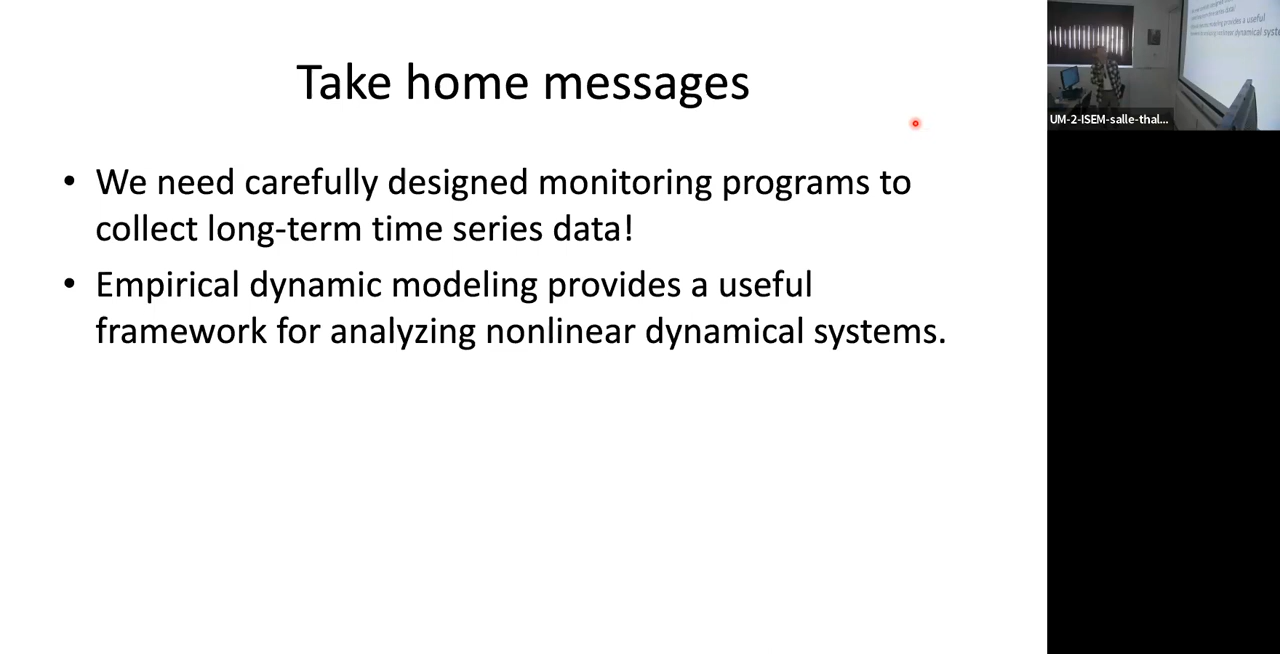 Take home messages
• We need carefully designed monitoring programs to
collect long-term time series data!
• Empirical dynamic modeling provides a useful
framework for analyzing nonlinear dynamical systems.
UM-2-ISEM-salle-thal...